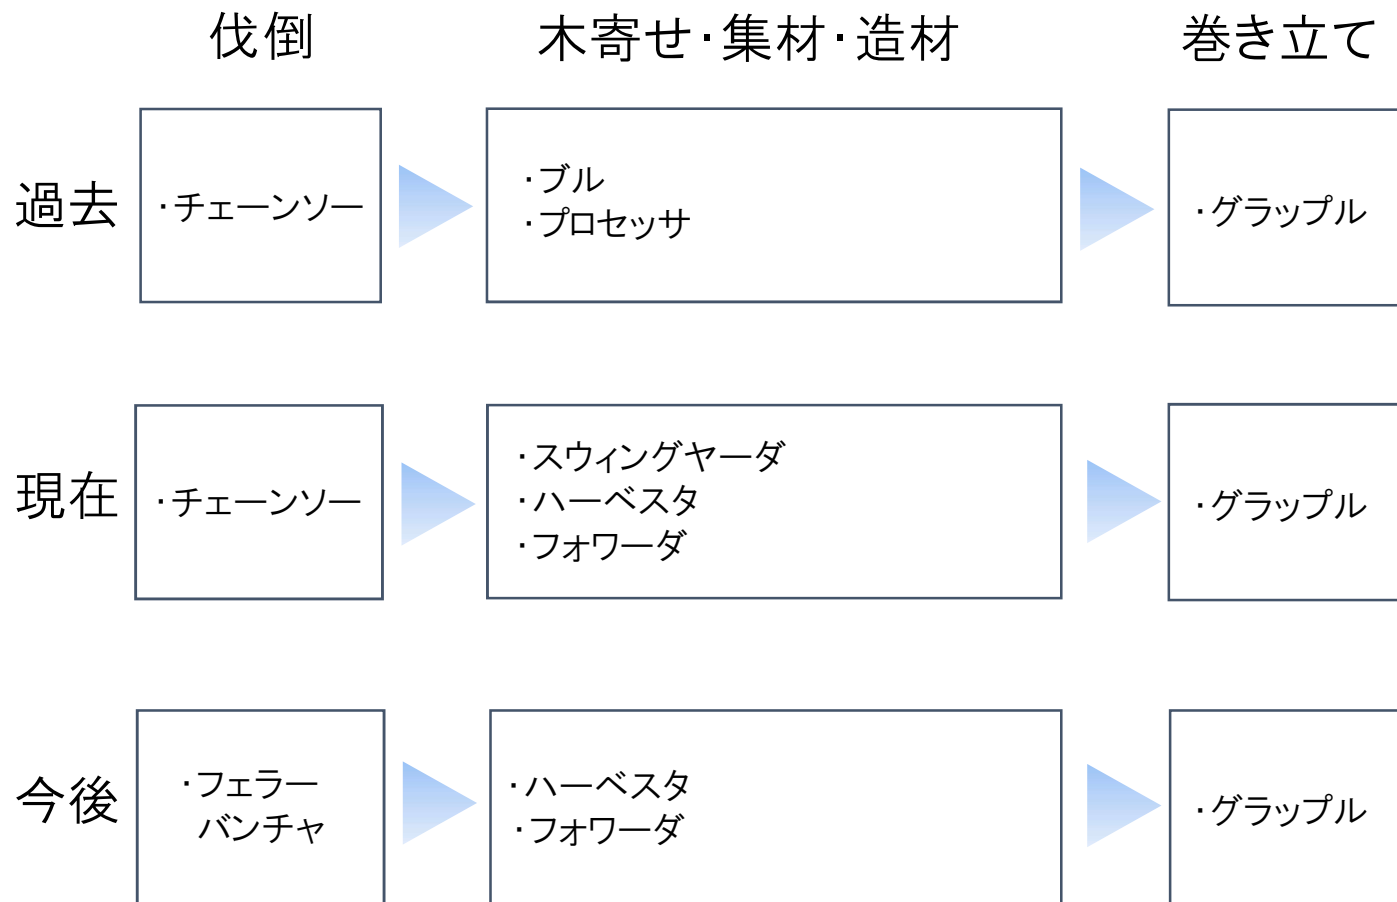 伐倒
木寄せ・集材・造材
巻き立て
過去
・チェーンソー
・ブル
・プロセッサ
・グラップル
現在
・チェーンソー
・スウィングヤーダ
・ハーベスタ
・フォワーダ
・グラップル
今後
・フェラー
バンチャ
・ハーベスタ
・フォワーダ
・グラップル